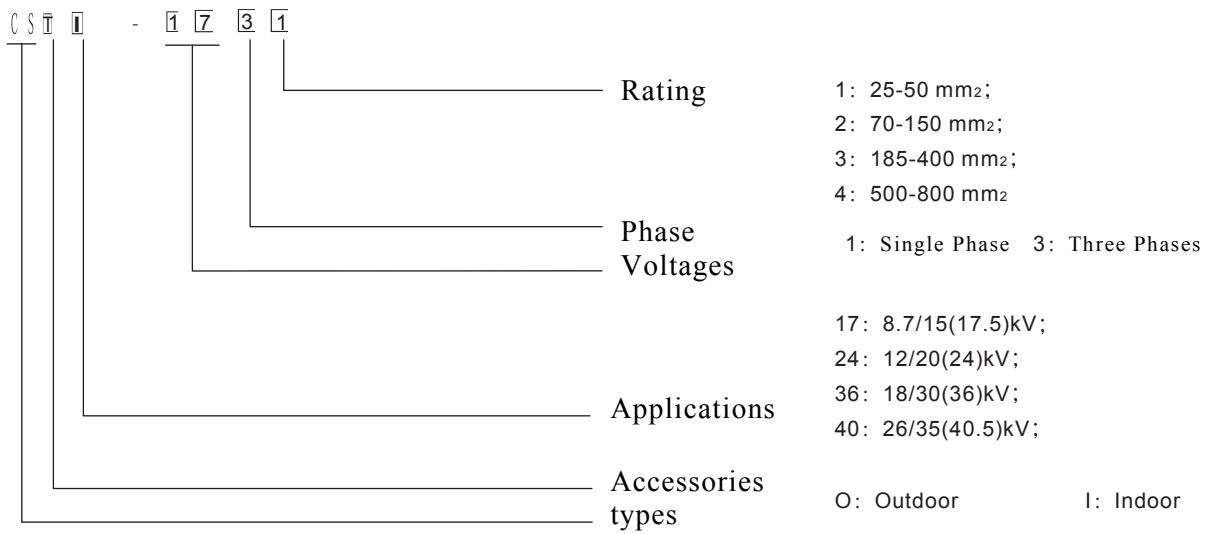 CSTI - 17 3 1
Rating
1: 25-50 mm2;
2: 70-150 mm2;
3: 185-400 mm2;
4: 500-800 mm2
Phase
1: Single Phase 3: Three Phases
Voltages
17: 8.7/15(17.5)kV;
24: 12/20(24)kV;
36: 18/30(36)kV;
Applications
40: 26/35(40.5)kV;
Accessories
O: Outdoor I: Indoor
types